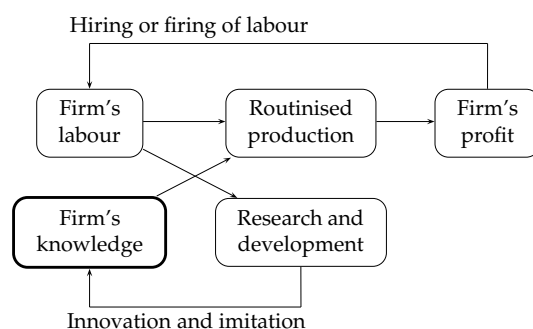 Hiring or firing of labour
Firm's
labour
Routinised
production
Firm's
profit
Firm's
knowledge
Research and
development
Innovation and imitation